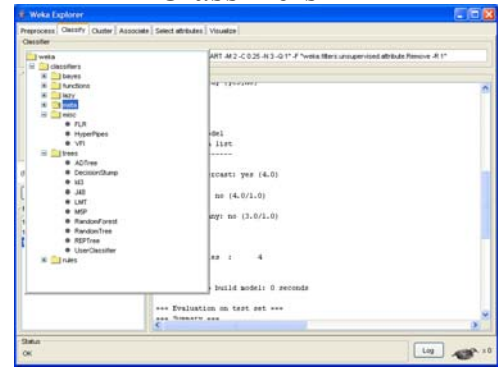 Weka Explorer
Preprocess Classify Cluster Associate Select attributes Visualize
Classifier
weka
ART -M 2 -C 0.25 -N 3 -Q 1" -F "weka.filters.unsupervised.attribute.Remove -R 1"
classifiers
bayes
functions
lazy
meta
misc
FLR
HyperPipes
VFI
trees
ADTree
DecisionStump
Id3
J48
LMT
M5P
RandomForest
RandomTree
REPTree
UserClassifier
rules
odel
list
------
rcast: yes (4.0)
no (4.0/1.0)
ny: no (3.0/1.0)
es : 4
build model: 0 seconds
=== Evaluation on test set ===
=== Summary ===
Status
OK
Log
x 0